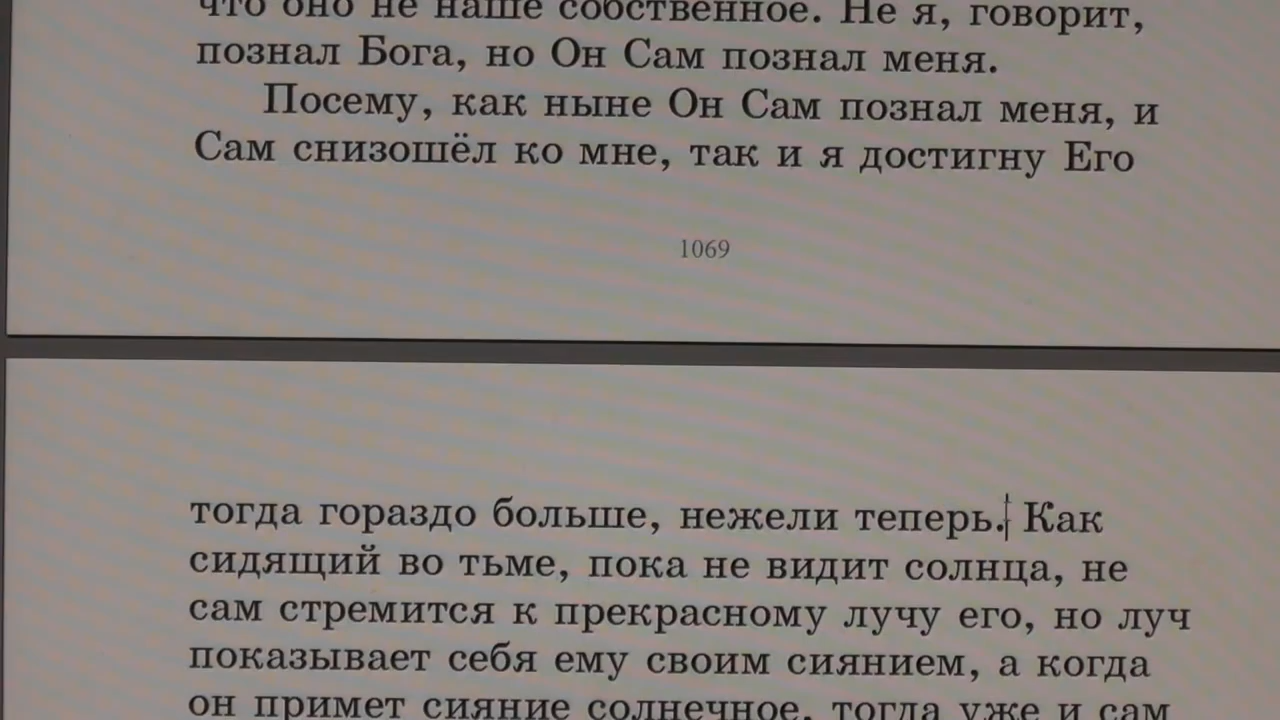 что оно не наше собственное. Не я, говорит,
познал Бога, но Он Сам познал меня.
Посему, как ныне Он Сам познал меня, и
Сам снизошёл ко мне, так и я достигну Его
1069
тогда гораздо больше, нежели теперь. Как
сидящий во тьме, пока не видит солнца, не
сам стремится к прекрасному лучу его, но луч
показывает себя ему своим сиянием, а когда
он примет сияние солнечное, тогда уже и сам